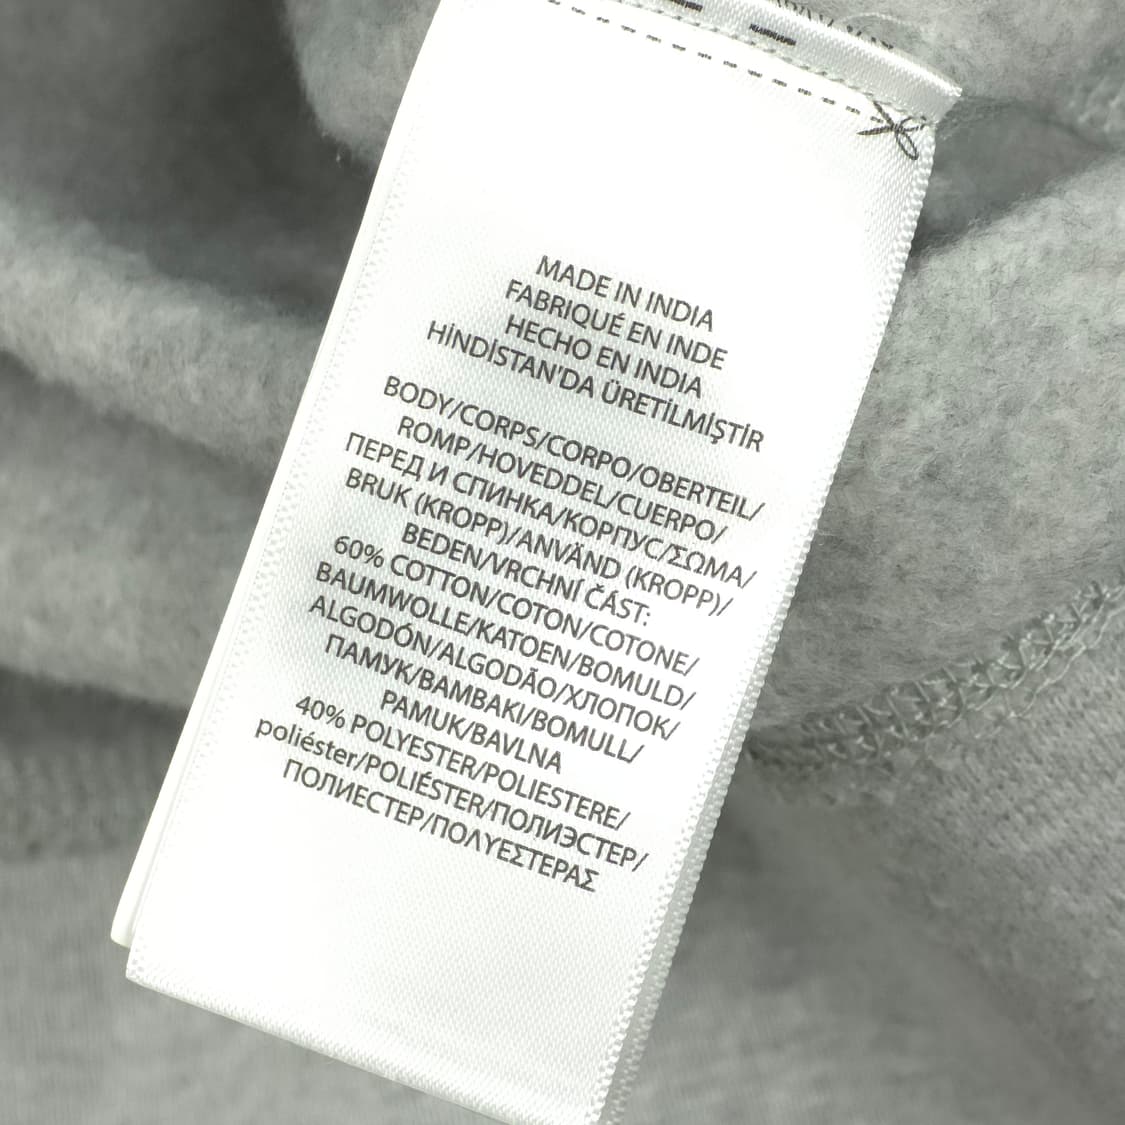 MADE IN INDIA
FABRIQUÉ EN INDE
HECHO EN INDIA
HİNDİSTAN'DA ÜRETİLMİŞTİR
BODY/CORPS/CORPO/OBERTEIL/
ROMP/HOVEDDEL/CUERPO/
ПЕРЕД И СПИНКА/КОРПУС/ΣΩΜΑ/
BRUK (KROPP)/ANVÄND (KROPP)/
BEDEN/VRCHNÍ ČÁST:
60% COTTON/COTON/COTONE/
BAUMWOLLE/KATOEN/BOMULD/
ALGODÓN/ALGODÃO/ХЛОПОК/
ПАМУК/ΒΑΜΒΑΚΙ/BOMULL/
PAMUK/BAVLNA
40% POLYESTER/POLIESTERE/
poliéster/POLIÉSTER/ПОЛИЭСТЕР/
ПОЛИЕСТЕР/ΠΟΛΥΕΣΤΕΡΑΣ